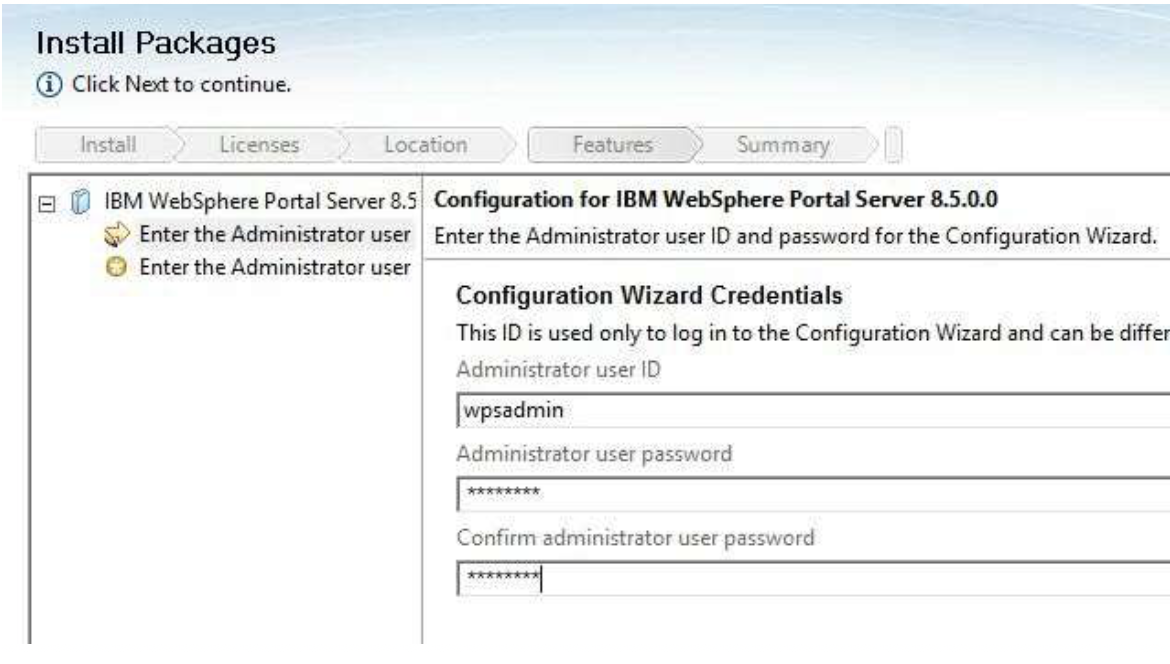 Install Packages
Click Next to continue.
Install Licenses Location Features Summary
IBM WebSphere Portal Server 8.5
Enter the Administrator user
Enter the Administrator user
Configuration for IBM WebSphere Portal Server 8.5.0.0
Enter the Administrator user ID and password for the Configuration Wizard.
Configuration Wizard Credentials
This ID is used only to log in to the Configuration Wizard and can be differ
Administrator user ID
wpsadmin
Administrator user password
********
Confirm administrator user password
********